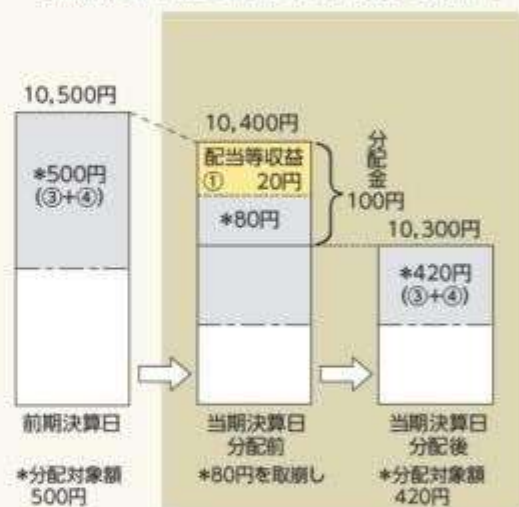 10,500円
*500円
(③+④)
前期決算日
*分配対象額
500円
10,400円
配当等収益
① 20円
*80円
分配金
100円
当期決算日
分配前
*80円を取崩し
10,300円
*420円
(③+④)
当期決算日
分配後
*分配対象額
420円